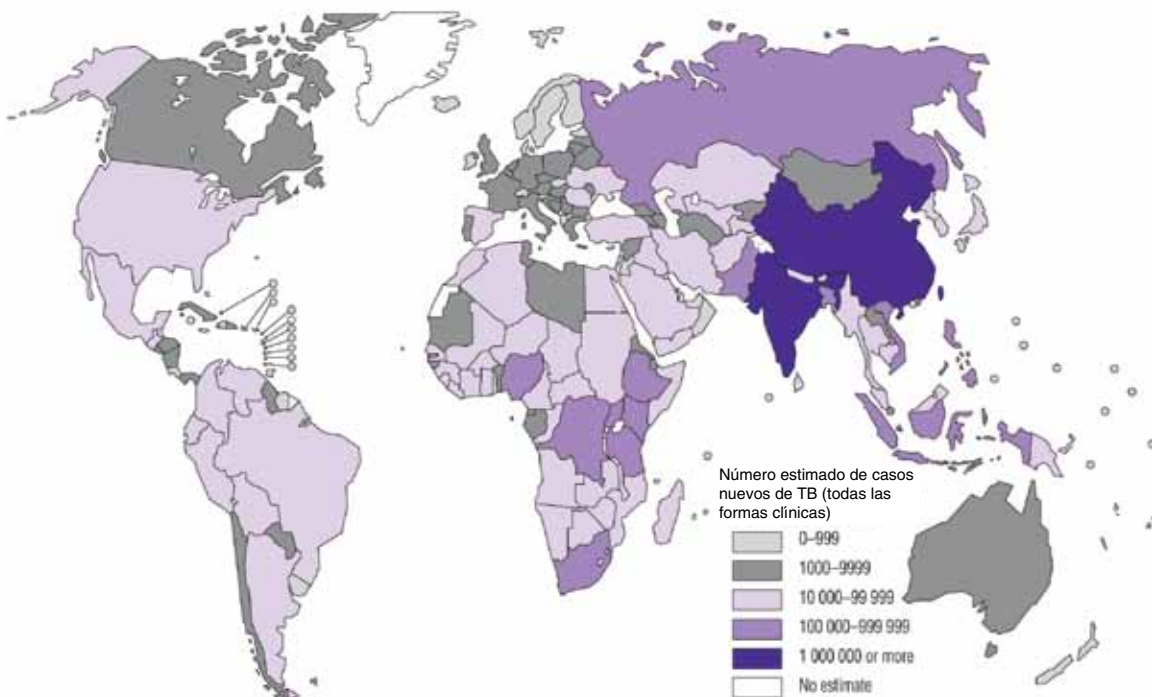 Número estimado de casos
nuevos de TB (todas las
formas clínicas)
0–999
1000–9999
10 000–99 999
100 000–999 999
1 000 000 or more
No estimate